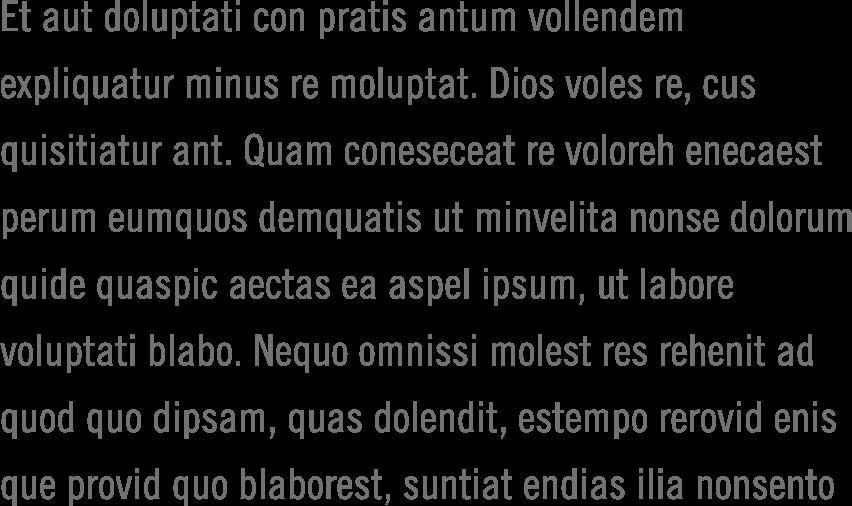 Et aut doluptati con pratis antum vollendem
expliquatur minus re moluptat. Dios voles re, cus
quisitiatur ant. Quam coneseceat re voloreh enecaest
perum eumquos demquatis ut minvelita nonse dolorum
quide quaspic aectas ea aspel ipsum, ut labore
voluptati blabo. Nequo omnissi molest res rehenit ad
quod quo dipsam, quas dolendit, estempo rerovid enis
que provid quo blaborest, suntiat endias ilia nonsento